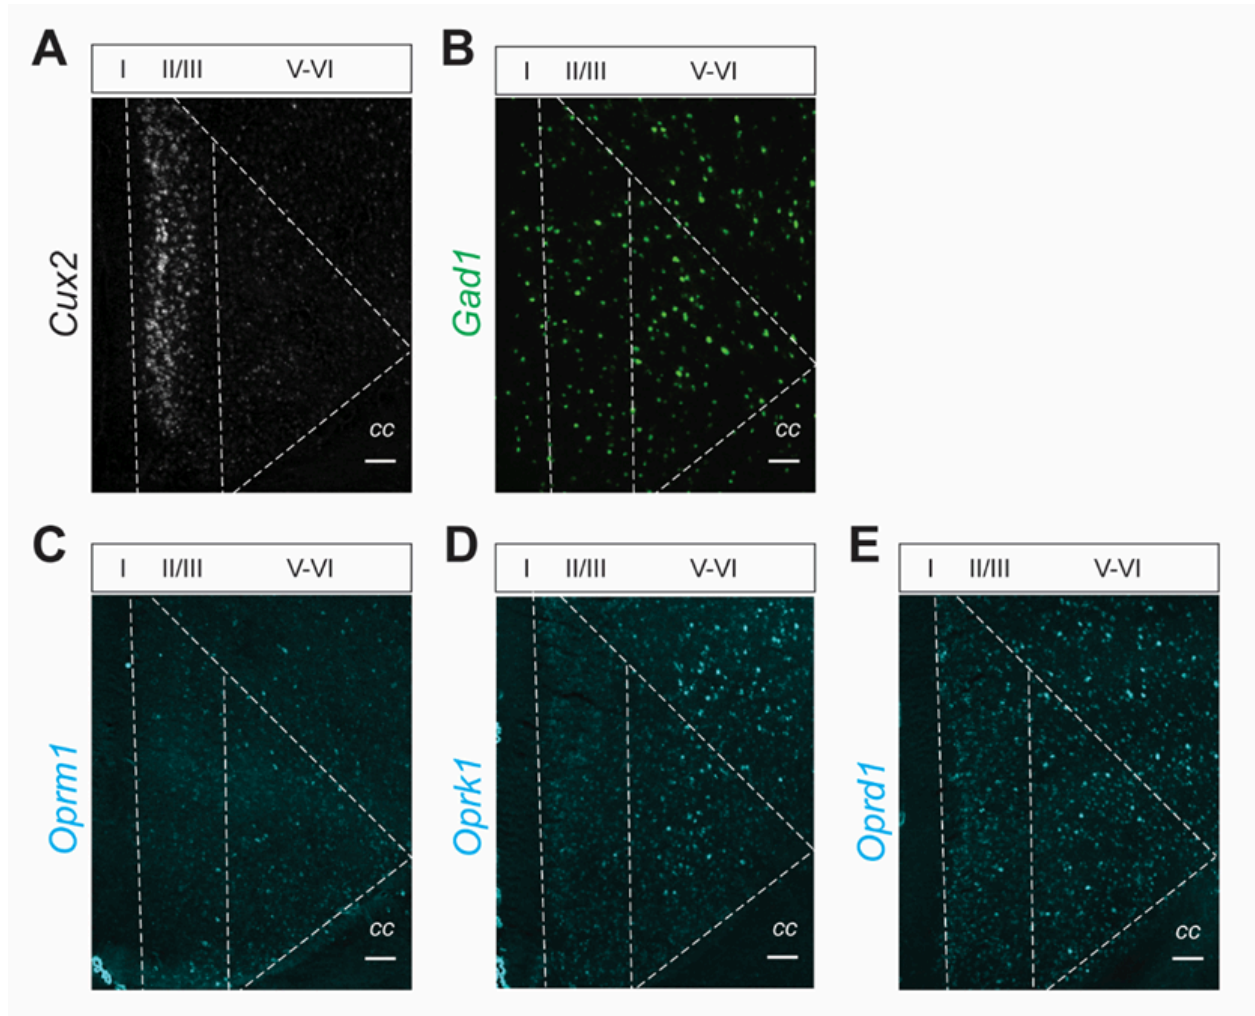 A
I II/III V-VI
Cux2
cc
B
I II/III V-VI
Gad1
cc
C
I II/III V-VI
Oprm1
cc
D
I II/III V-VI
Oprk1
cc
E
I II/III V-VI
Oprd1
cc